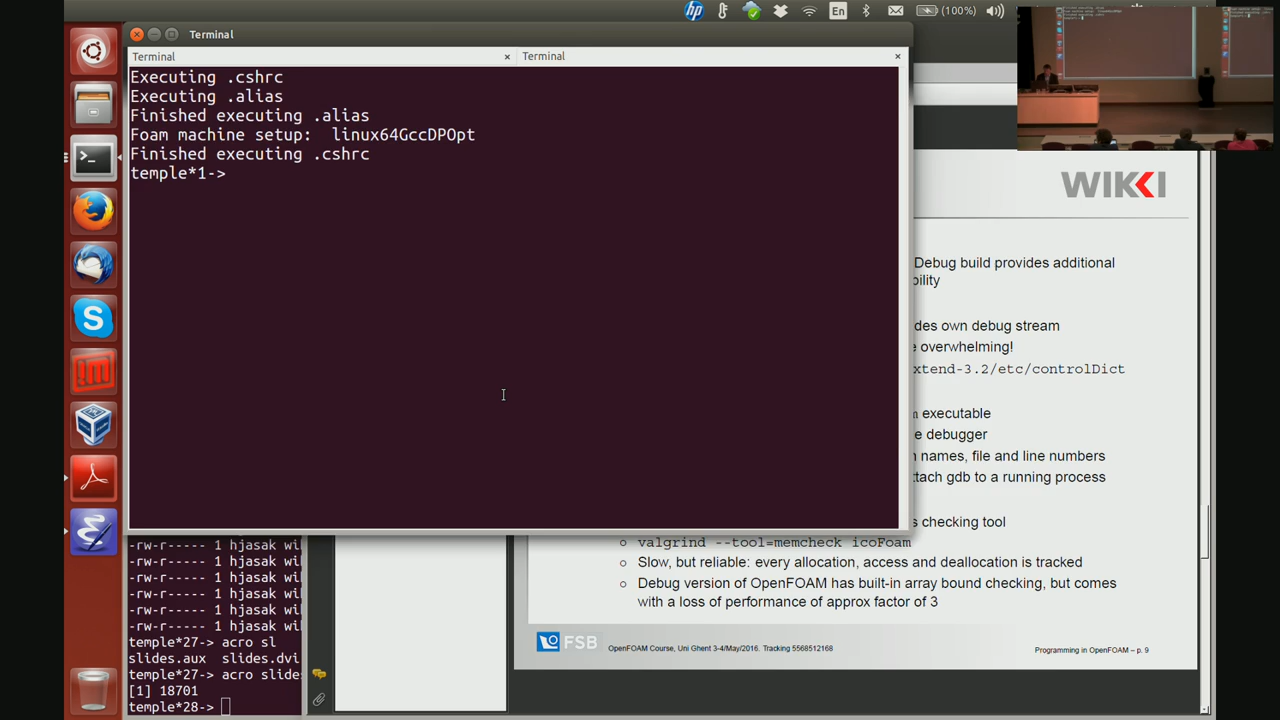 En
(100%)
Terminal
Terminal
Terminal
Executing .cshrc
Executing .alias
Finished executing .alias
Foam machine setup:  linux64GccDPOpt
Finished executing .cshrc
temple*1->
WIKKI
Debug build provides additional
des own debug stream
overwhelming!
xtend-3.2/etc/controlDict
executable
e debugger
names, file and line numbers
ttach gdb to a running process
s checking tool
valgrind --tool=memcheck icoFoam
Slow, but reliable: every allocation, access and deallocation is tracked
Debug version of OpenFOAM has built-in array bound checking, but comes
with a loss of performance of approx factor of 3
FSB
OpenFOAM Course, Uni Ghent 3-4/May/2016. Tracking 5568512168
Programming in OpenFOAM – p. 9
-rw-r----- 1 hjasak wi
-rw-r----- 1 hjasak wi
-rw-r----- 1 hjasak wi
-rw-r----- 1 hjasak wi
-rw-r----- 1 hjasak wi
-rw-r----- 1 hjasak wi
temple*27-> acro sl
slides.aux  slides.dvi
temple*27-> acro slide
[1] 18701
temple*28->